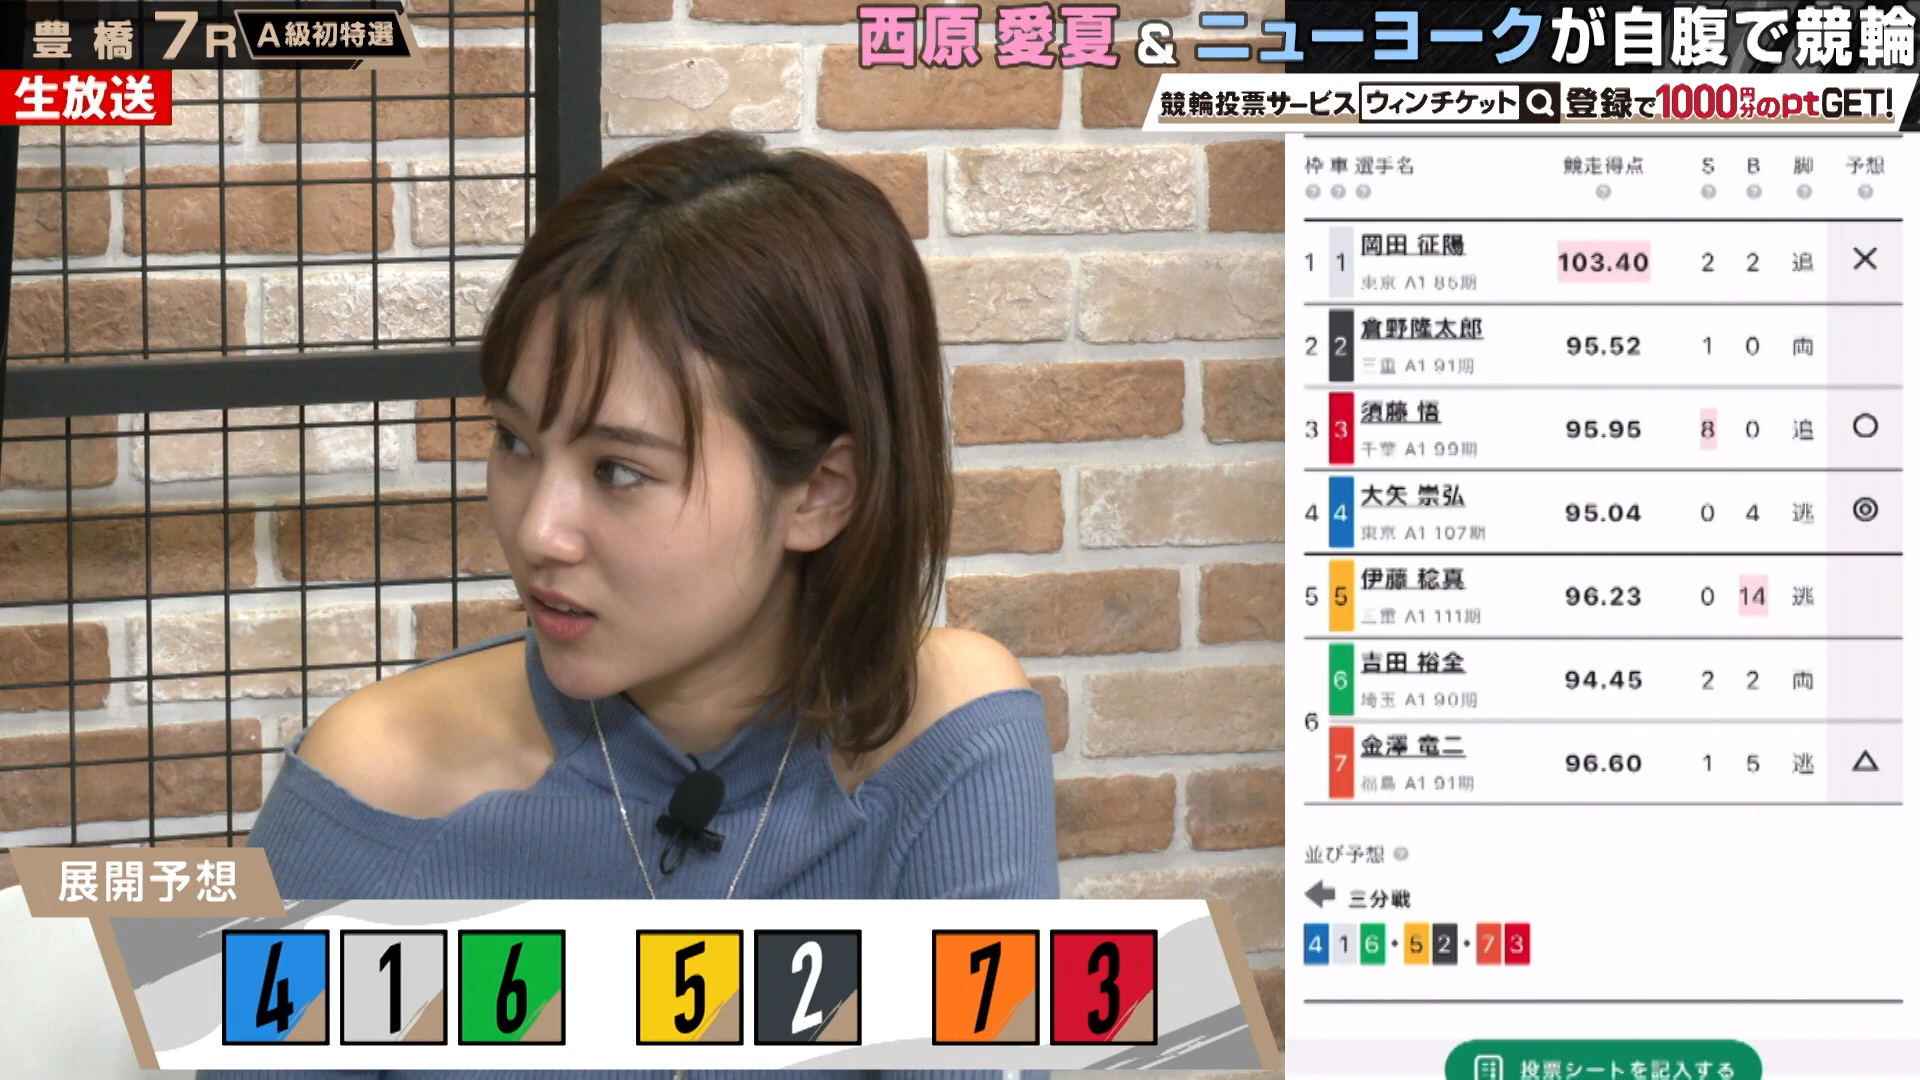 豊橋 7R A級初特選
生放送
西原愛夏&ニューヨークが自腹で競輪
競輪投票サービス ウィンチケット 登録で1000円分のptGET!
枠 車 選手名 競走得点 S B 脚 予想
1 1 岡田 征陽 103.40 2 2 追 ×
東京 A1 85期
2 2 倉野隆太郎 95.52 1 0 両
三重 A1 91期
3 3 須藤 悟 95.95 8 0 追 ○
千葉 A1 99期
4 4 大矢 崇弘 95.04 0 4 逃 ◎
東京 A1 107期
5 5 伊藤 稔真 96.23 0 14 逃
三重 A1 111期
6 6 吉田 裕全 94.45 2 2 両
埼玉 A1 90期
7 金澤 竜二 96.60 1 5 逃 △
福島 A1 91期
並び予想
三分戦
4 1 6 · 5 2 · 7 3
投票シートを記入する
展開予想
4 1 6 5 2 7 3